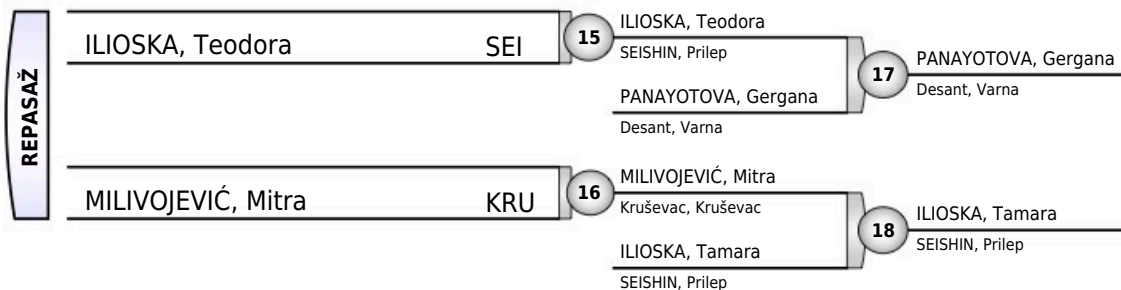 REPASAŽ
ILIOSKA, Teodora SEI
15
ILIOSKA, Teodora
SEISHIN, Prilep
PANAYOTOVA, Gergana
Desant, Varna
17
PANAYOTOVA, Gergana
Desant, Varna
MILIVOJEVIĆ, Mitra KRU
16
MILIVOJEVIĆ, Mitra
Kruševac, Kruševac
ILIOSKA, Tamara
SEISHIN, Prilep
18
ILIOSKA, Tamara
SEISHIN, Prilep